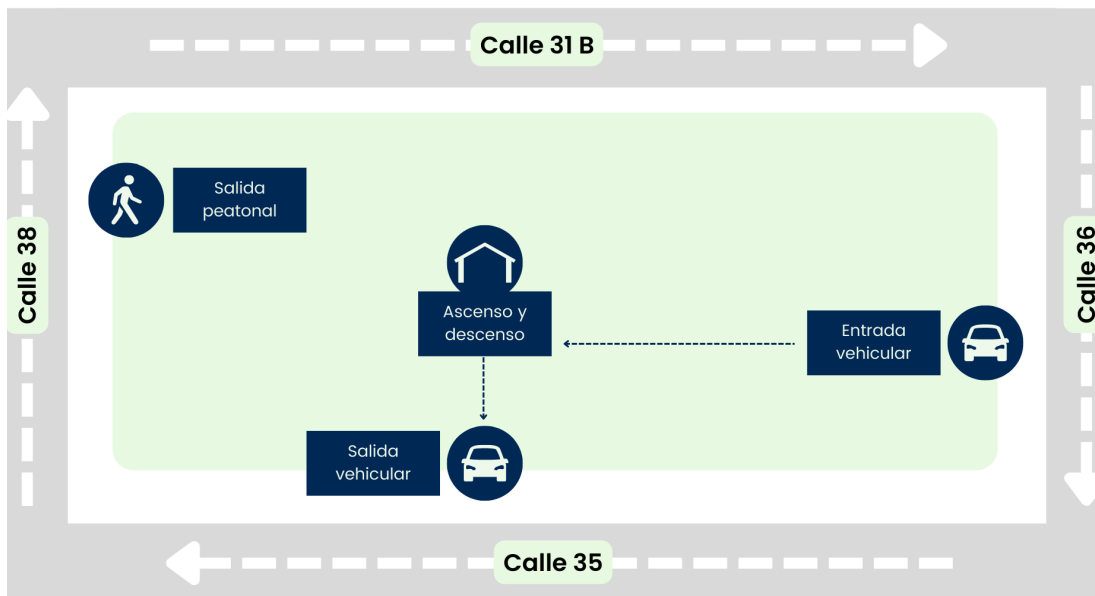 Calle 31 B
Salida
peatonal
Calle 38
Calle 36
Ascenso y
descenso
Entrada
vehicular
Salida
vehicular
Calle 35